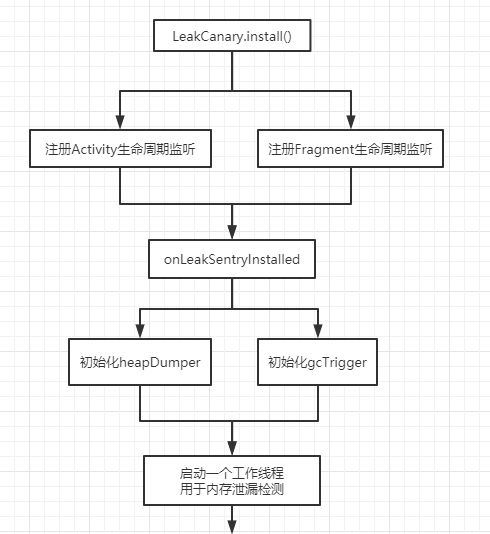 LeakCanary.install()
注册Activity生命周期监听
注册Fragment生命周期监听
onLeakSentryInstalled
初始化heapDumper
初始化gcTrigger
启动一个工作线程
用于内存泄漏检测